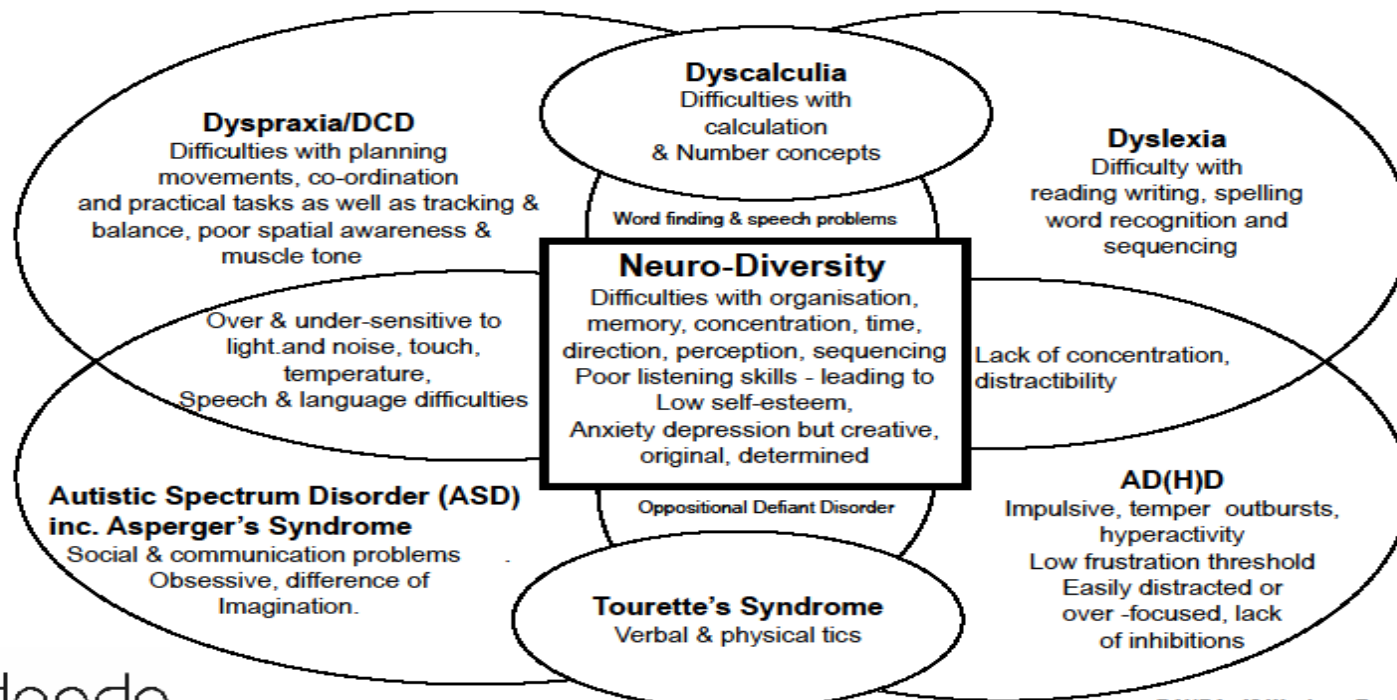 Dyscalculia
Difficulties with
calculation
& Number concepts
Dyspraxia/DCD
Difficulties with planning
movements, co-ordination
and practical tasks as well as tracking &
balance, poor spatial awareness &
muscle tone
Dyslexia
Difficulty with
reading writing, spelling
word recognition and
sequencing
Word finding & speech problems
Neuro-Diversity
Difficulties with organisation,
memory, concentration, time,
direction, perception, sequencing
Poor listening skills - leading to
Low self-esteem,
Anxiety depression but creative,
original, determined
Over & under-sensitive to
light.and noise, touch,
temperature,
Speech & language difficulties
Lack of concentration,
distractibility
Autistic Spectrum Disorder (ASD)
inc. Asperger's Syndrome
Social & communication problems .
Obsessive, difference of
Imagination.
Oppositional Defiant Disorder
AD(H)D
Impulsive, temper outbursts,
hyperactivity
Low frustration threshold
Easily distracted or
over -focused, lack
of inhibitions
Tourette's Syndrome
Verbal & physical tics